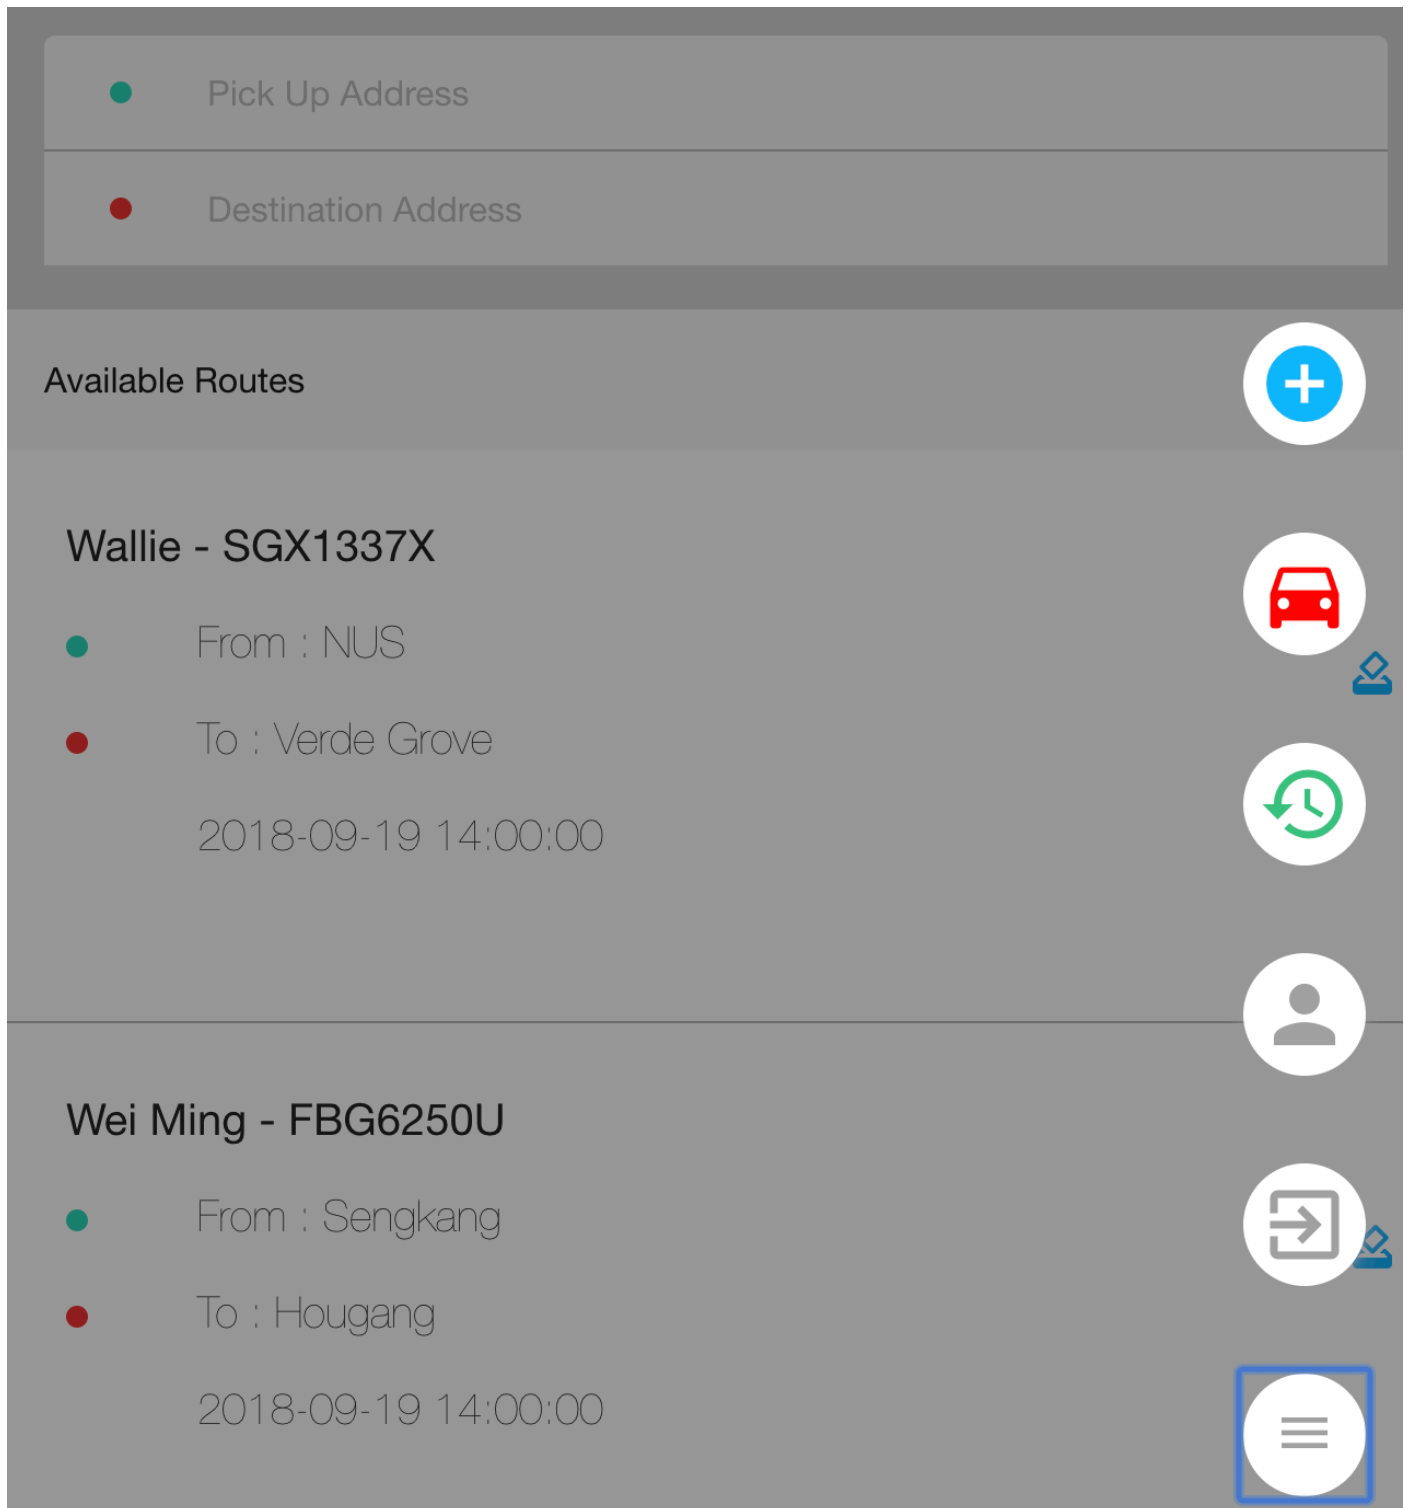 Pick Up Address
Destination Address
Available Routes
Wallie - SGX1337X
From : NUS
To : Verde Grove
2018-09-19 14:00:00
Wei Ming - FBG6250U
From : Sengkang
To : Hougang
2018-09-19 14:00:00